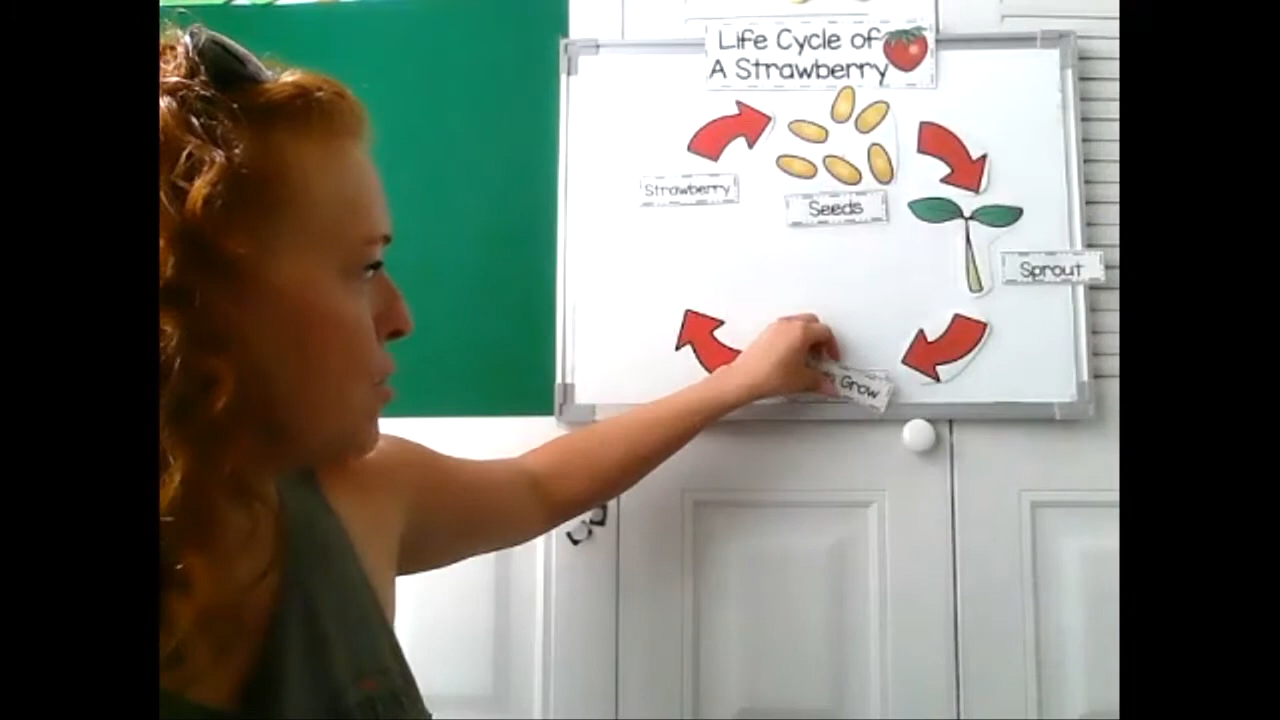 Life Cycle of
A Strawberry
Strawberry
Seeds
Sprout
Grow